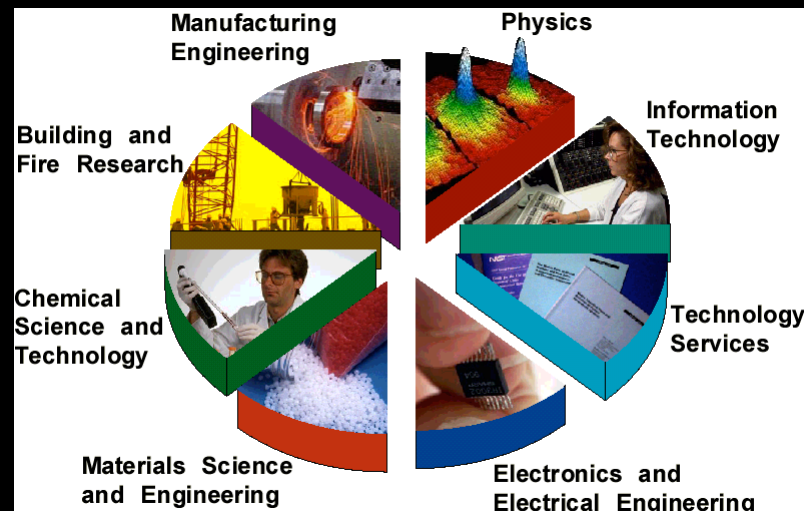 Manufacturing
Engineering
Physics
Information
Technology
Building and
Fire Research
Chemical
Science and
Technology
Technology
Services
Materials Science
and Engineering
Electronics and
Electrical Engineering